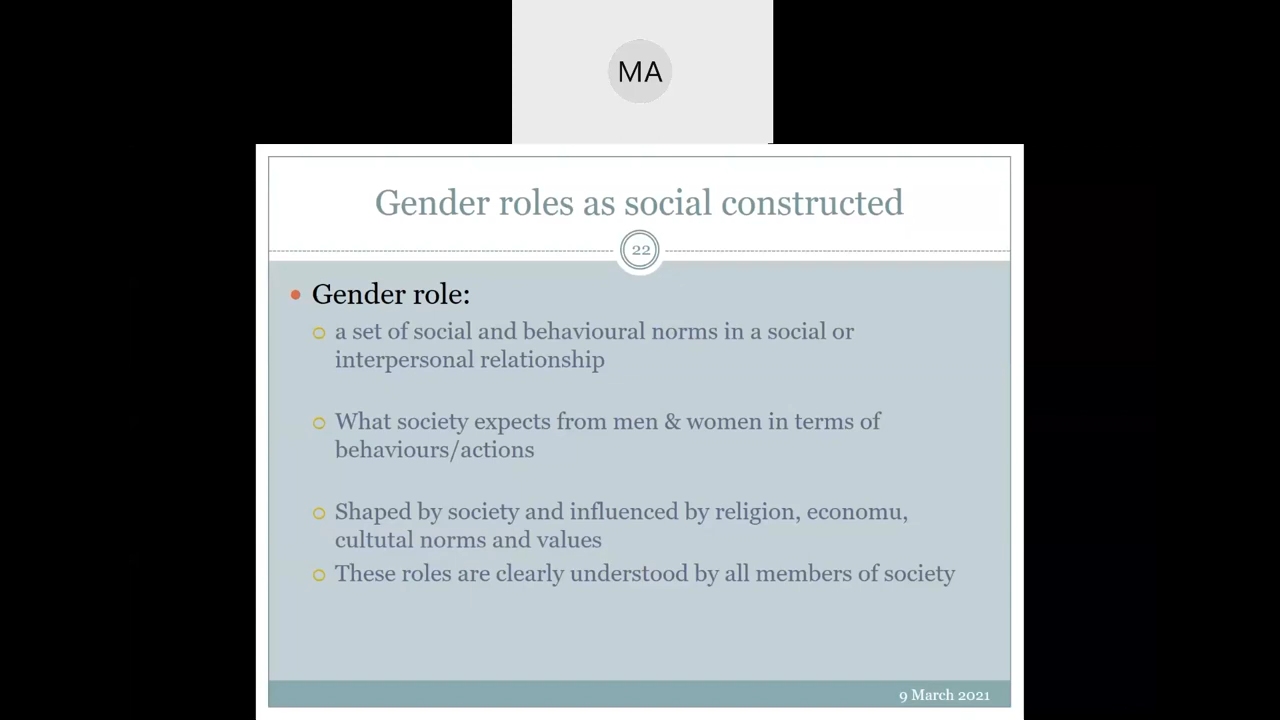 MA
Gender roles as social constructed
22
Gender role:
a set of social and behavioural norms in a social or
interpersonal relationship
What society expects from men & women in terms of
behaviours/actions
Shaped by society and influenced by religion, economu,
cultutal norms and values
These roles are clearly understood by all members of society
9 March 2021